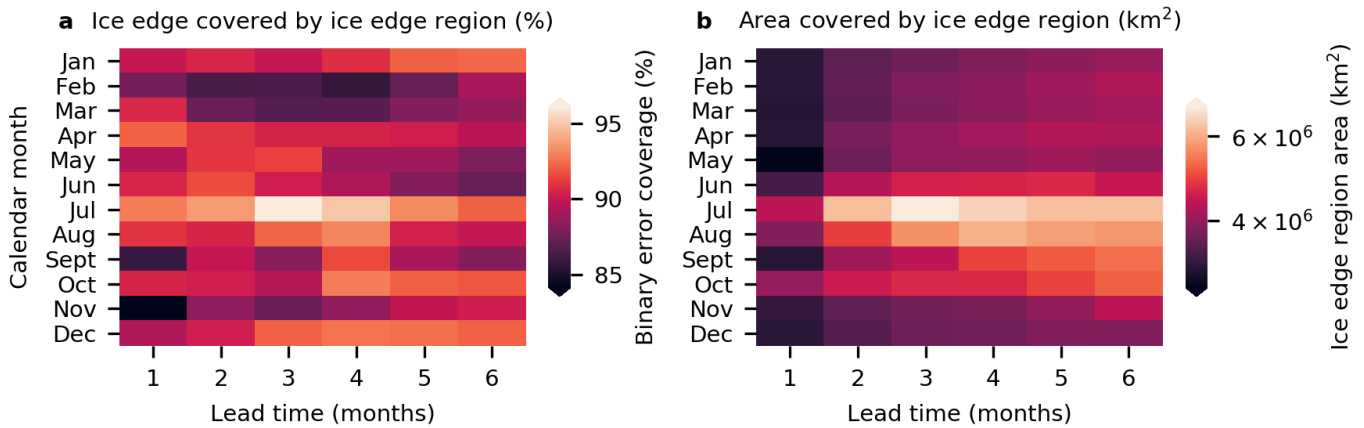 a Ice edge covered by ice edge region (%)
Calendar month
Jan
Feb
Mar
Apr
May
Jun
Jul
Aug
Sept
Oct
Nov
Dec
1 2 3 4 5 6
Lead time (months)
95
90
85
Binary error coverage (%)
b Area covered by ice edge region (km²)
Jan
Feb
Mar
Apr
May
Jun
Jul
Aug
Sept
Oct
Nov
Dec
1 2 3 4 5 6
Lead time (months)
6 × 10⁶
4 × 10⁶
Ice edge region area (km²)